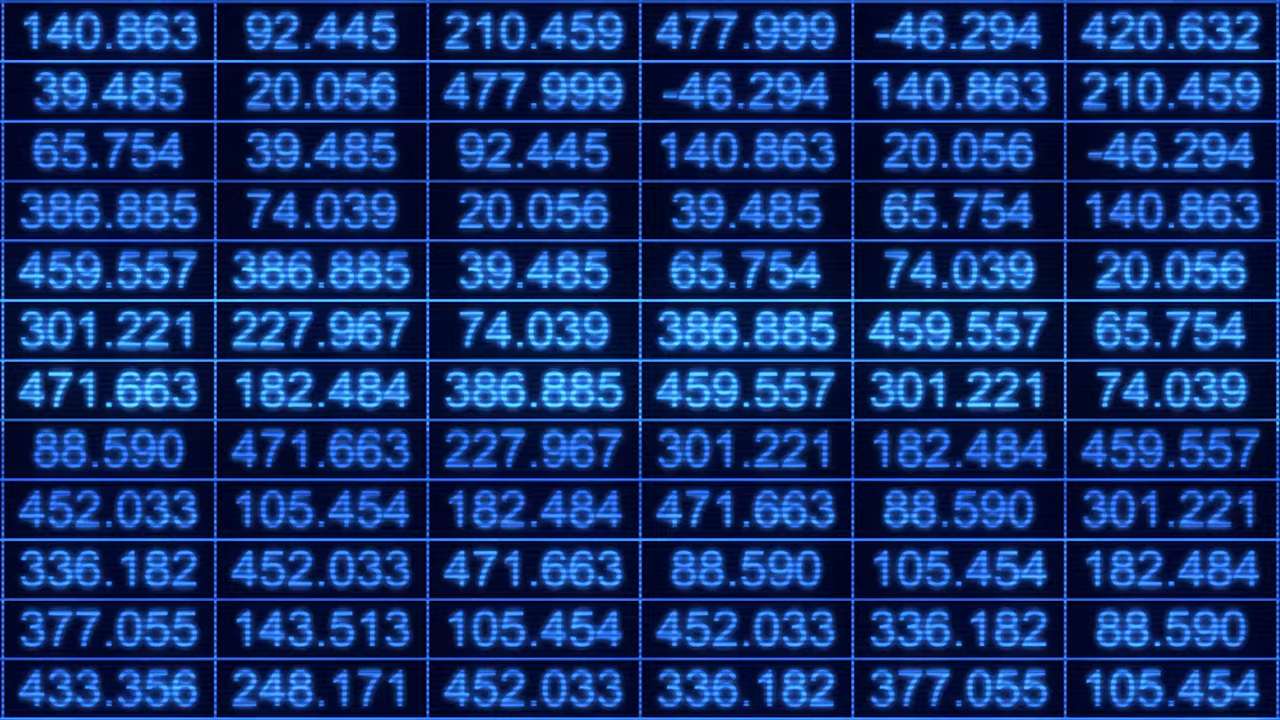 140.863 92.445 210.459 477.999 -46.294 420.632
39.485 20.056 477.999 -46.294 140.863 210.459
65.754 39.485 92.445 140.863 20.056 -46.294
386.885 74.039 20.056 39.485 65.754 140.863
459.557 386.885 39.485 65.754 74.039 20.056
301.221 227.967 74.039 386.885 459.557 65.754
471.663 182.484 386.885 459.557 301.221 74.039
88.590 471.663 227.967 301.221 182.484 459.557
452.033 105.454 182.484 471.663 88.590 301.221
336.182 452.033 471.663 88.590 105.454 182.484
377.055 143.513 105.454 452.033 336.182 88.590
433.356 248.171 452.033 336.182 377.055 105.454